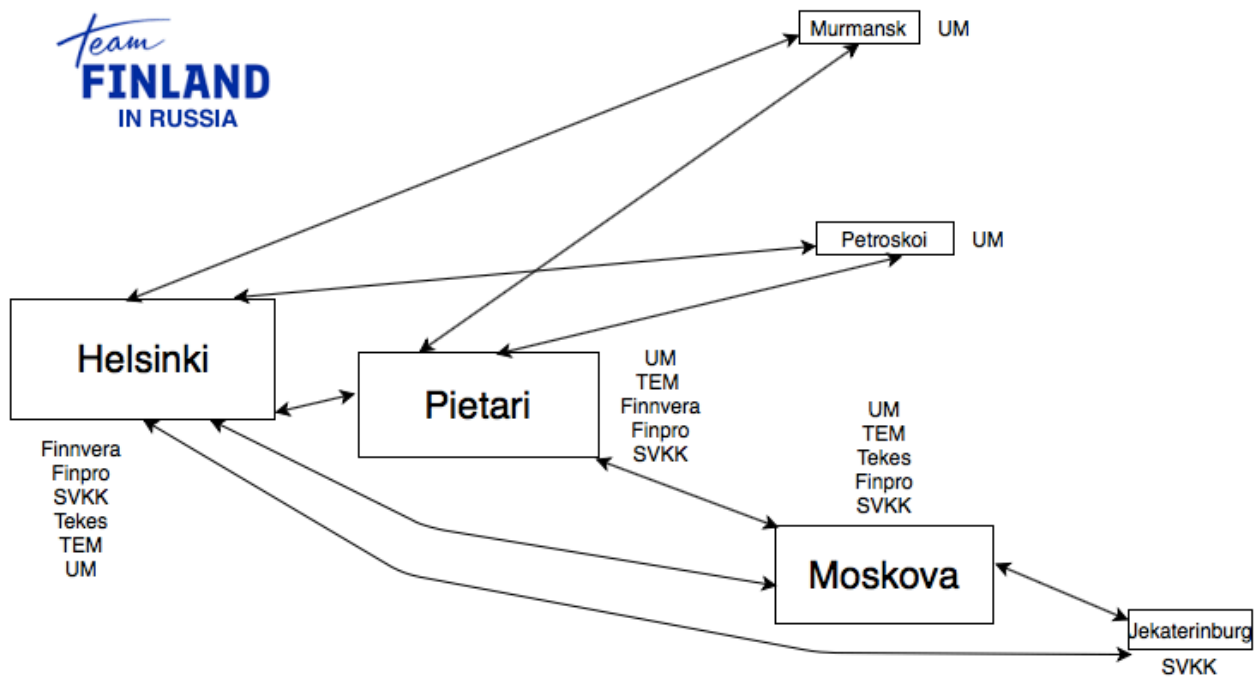 Team
FINLAND
IN RUSSIA
Murmansk
UM
Petroskoi
UM
Helsinki
Finnvera
Finpro
SVKK
Tekes
TEM
UM
Pietari
UM
TEM
Finnvera
Finpro
SVKK
UM
TEM
Tekes
Finpro
SVKK
Moskova
Jekaterinburg
SVKK